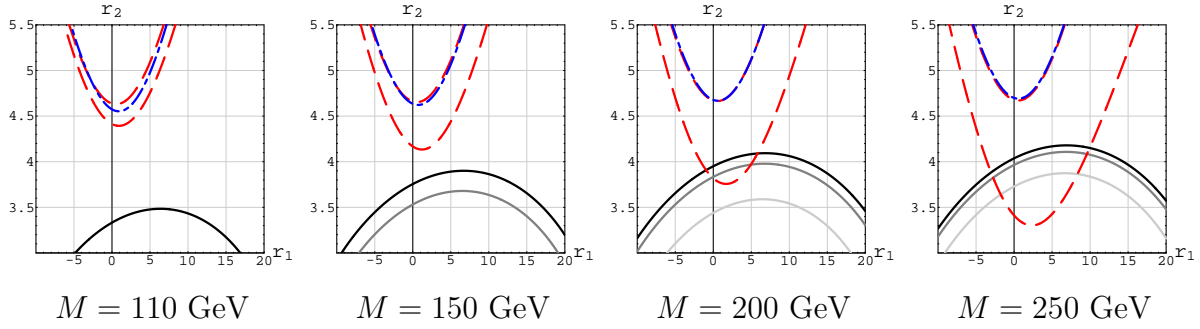 r₂ r₂ r₂ r₂
5.5 5.5 5.5 5.5
5 5 5 5
4.5 4.5 4.5 4.5
4 4 4 4
3.5 3.5 3.5 3.5
−5 0 5 10 15 20 r₁ −5 0 5 10 15 20 r₁ −5 0 5 10 15 20 r₁ −5 0 5 10 15 20 r₁
M = 110 GeV M = 150 GeV M = 200 GeV M = 250 GeV